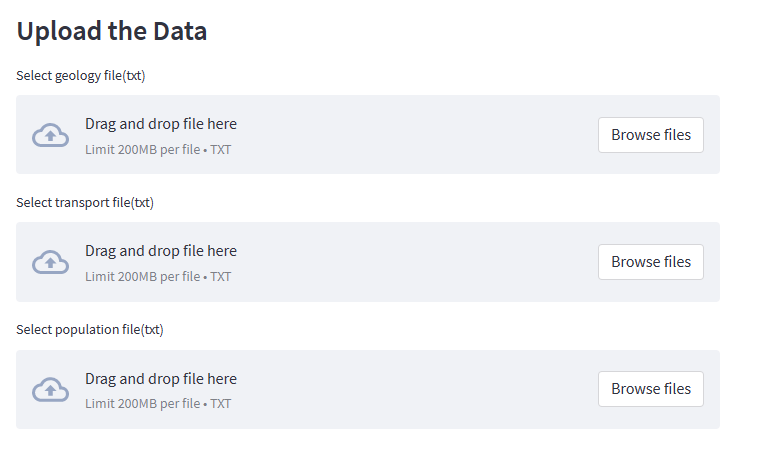 Upload the Data
Select geology file(txt)
Drag and drop file here
Limit 200MB per file • TXT
Browse files
Select transport file(txt)
Drag and drop file here
Limit 200MB per file • TXT
Browse files
Select population file(txt)
Drag and drop file here
Limit 200MB per file • TXT
Browse files